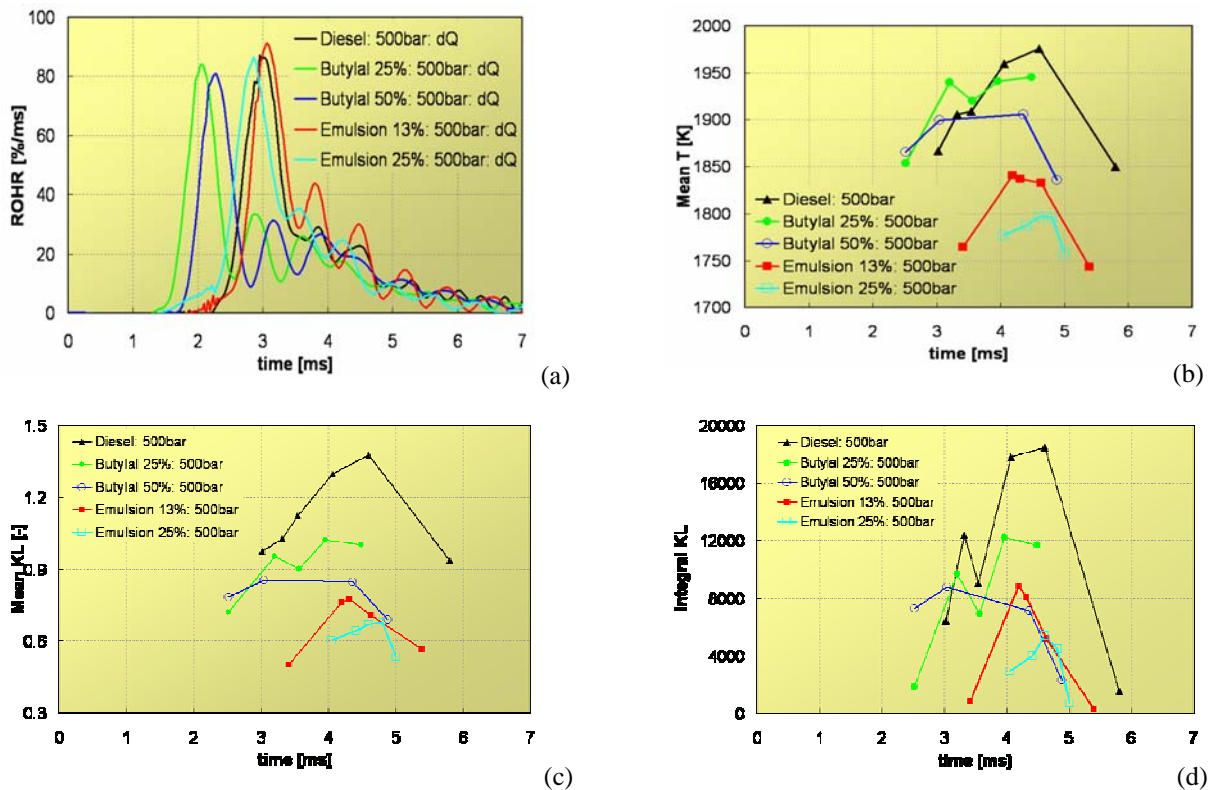 100
80
60
40
20
0
ROHR [%/ms]
Diesel: 500bar: dQ
Butylal 25%: 500bar: dQ
Butylal 50%: 500bar: dQ
Emulsion 13%: 500bar: dQ
Emulsion 25%: 500bar: dQ
0 1 2 3 4 5 6 7
time [ms]
(a)
2000
1950
1900
1850
1800
1750
1700
Mean T [K]
Diesel: 500bar
Butylal 25%: 500bar
Butylal 50%: 500bar
Emulsion 13%: 500bar
Emulsion 25%: 500bar
0 1 2 3 4 5 6 7
time [ms]
(b)
1.5
1.2
0.9
0.6
0.3
Mean KL [-]
Diesel: 500bar
Butylal 25%: 500bar
Butylal 50%: 500bar
Emulsion 13%: 500bar
Emulsion 25%: 500bar
0 1 2 3 4 5 6 7
time [ms]
(c)
20000
16000
12000
8000
4000
0
Integral KL
Diesel: 500bar
Butylal 25%: 500bar
Butylal 50%: 500bar
Emulsion 13%: 500bar
Emulsion 25%: 500bar
0 1 2 3 4 5 6 7
time [ms]
(d)